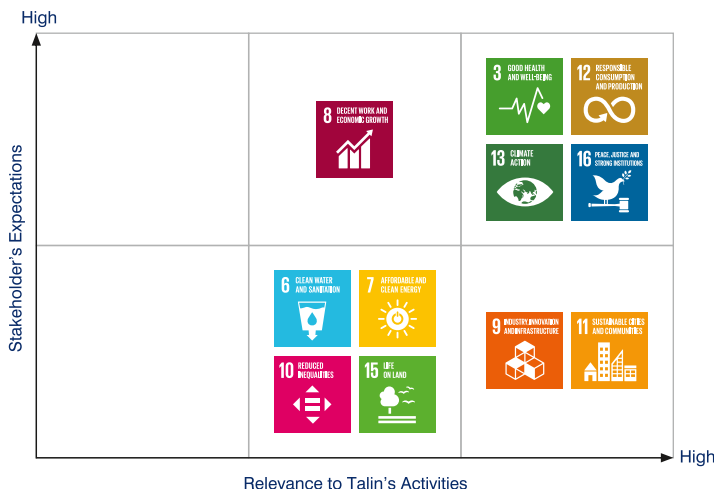 High
Stakeholder's Expectations
8 DECENT WORK AND
ECONOMIC GROWTH
3 GOOD HEALTH
AND WELL-BEING
12 RESPONSIBLE
CONSUMPTION
AND PRODUCTION
13 CLIMATE
ACTION
16 PEACE, JUSTICE AND
STRONG INSTITUTIONS
6 CLEAN WATER
AND SANITATION
7 AFFORDABLE AND
CLEAN ENERGY
10 REDUCED
INEQUALITIES
15 LIFE
ON LAND
9 INDUSTRY, INNOVATION
AND INFRASTRUCTURE
11 SUSTAINABLE CITIES
AND COMMUNITIES
High
Relevance to Talin's Activities